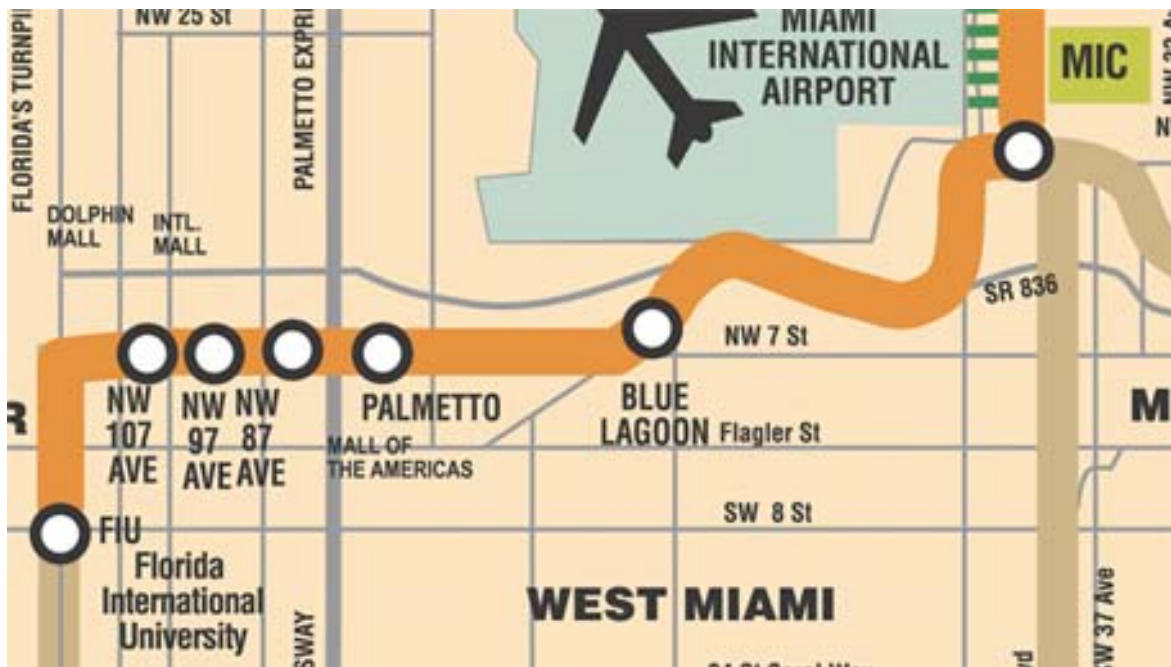 NW 25 St
FLORIDA'S TURNPI
PALMETTO EXPR
MIAMI
INTERNATIONAL
AIRPORT
MIC
DOLPHIN
MALL
INTL.
MALL
SR 836
NW 7 St
NW
107
AVE
NW
97
AVE
NW
87
AVE
PALMETTO
MALL OF
THE AMERICAS
BLUE
LAGOON
Flagler St
R
M
SW 8 St
FIU
Florida
International
University
WEST MIAMI
SWAY
W 37 Ave
vd